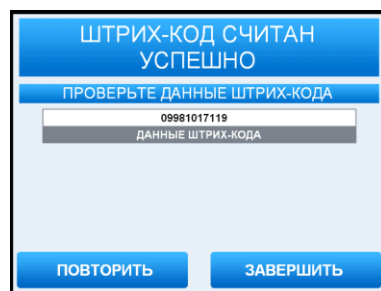 ШТРИХ-КОД СЧИТАН
УСПЕШНО
ПРОВЕРЬТЕ ДАННЫЕ ШТРИХ-КОДА
09981017119
ДАННЫЕ ШТРИХ-КОДА
ПОВТОРИТЬ
ЗАВЕРШИТЬ